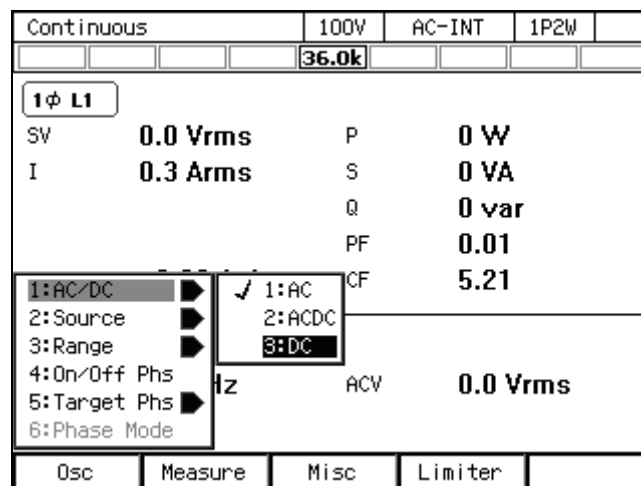 Continuous 100V AC-INT 1P2W
36.0k
1ϕ L1
SV 0.0 Vrms P 0 W
I 0.3 Arms S 0 VA
Q 0 var
PF 0.01
CF 5.21
1:AC/DC
2:Source
3:Range
4:On/Off Phs
5:Target Phs
6:Phase Mode
✓ 1:AC
2:ACDC
3:DC
Hz ACV 0.0 Vrms
Osc Measure Misc Limiter